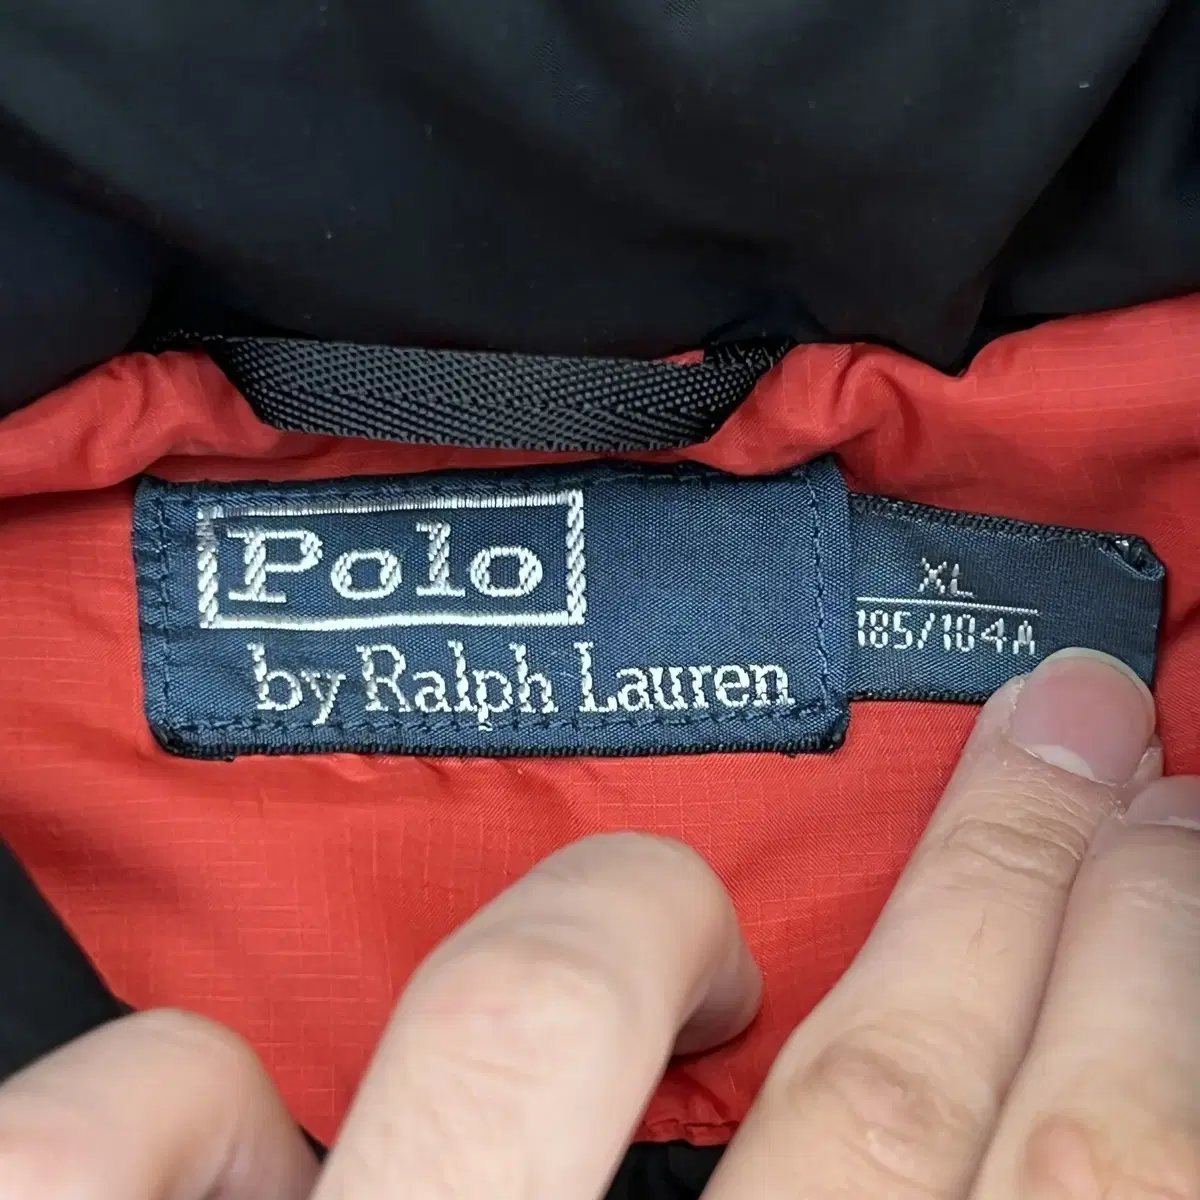 Polo
by Ralph Lauren
XL
185/104A